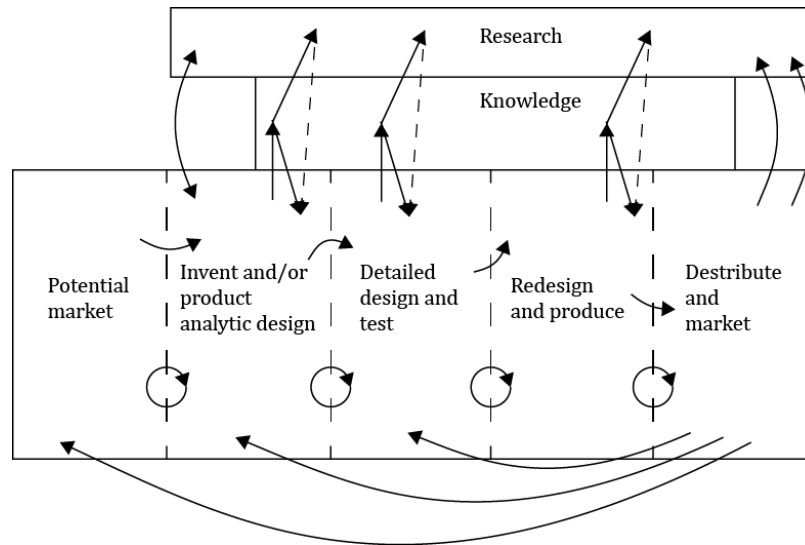 Research
Knowledge
Potential
market
Invent and/or
product
analytic design
Detailed
design and
test
Redesign
and produce
Destribute
and
market